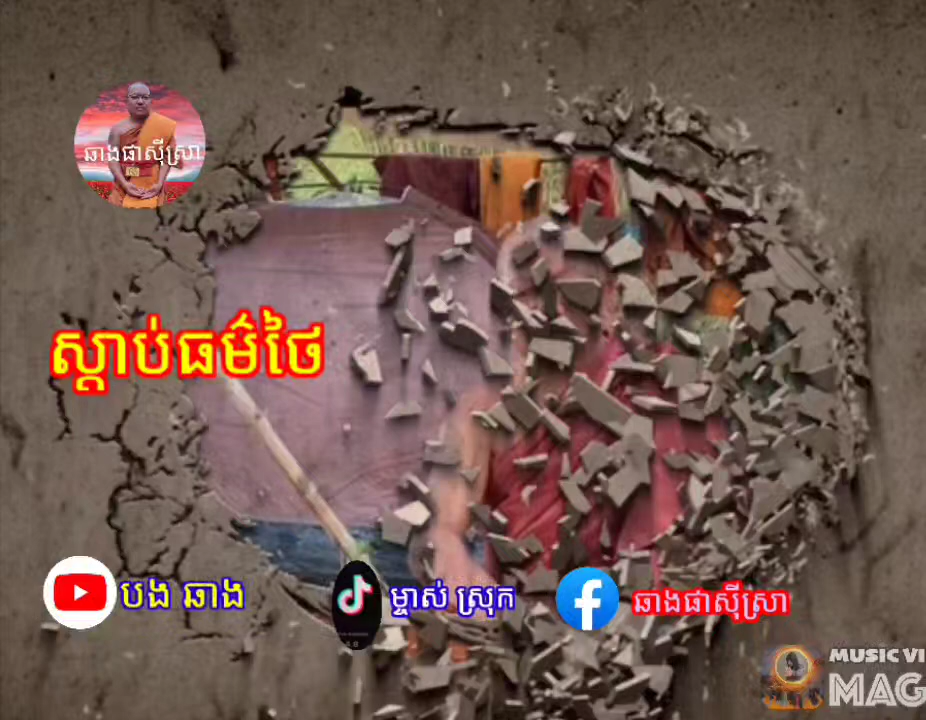 ឆាងផាស៊ីស្រា
ស្ដាប់ធម៌ថៃ
បង ឆាង
ម្ចាស់ ស្រុក
ឆាងផាស៊ីស្រា
MUSIC VI
MAG